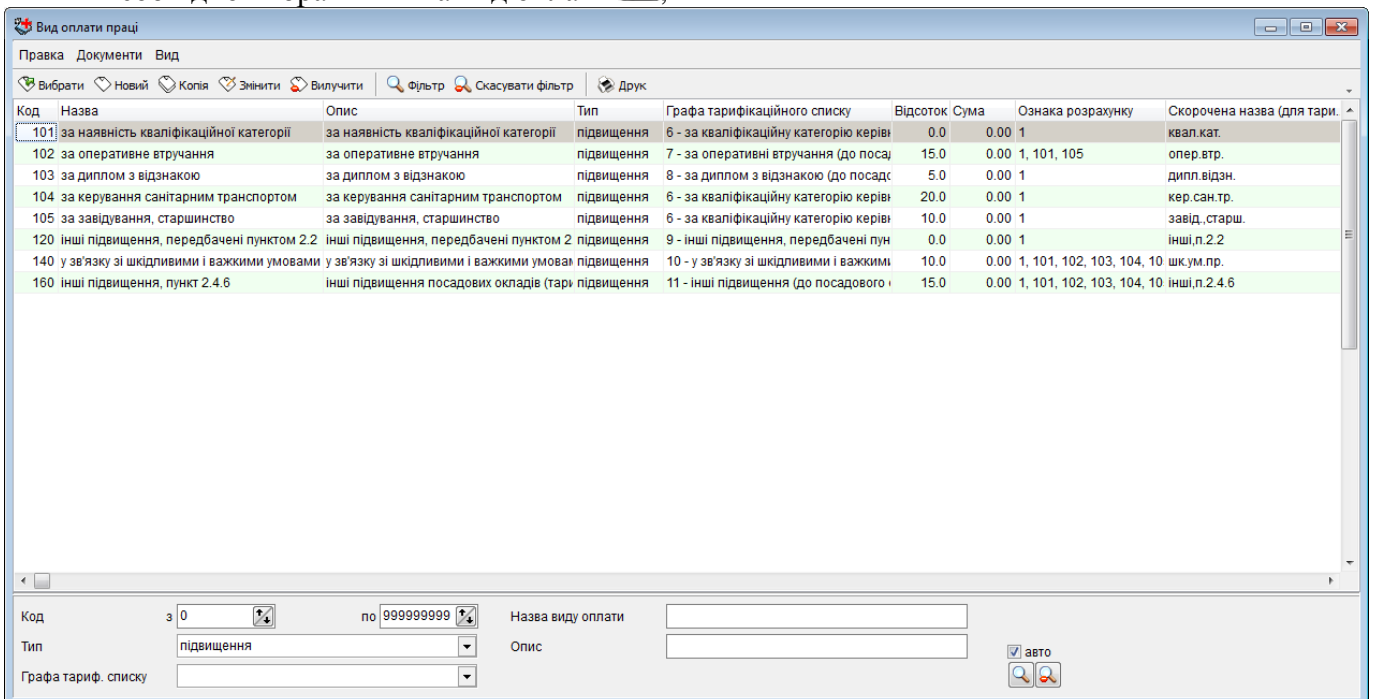 Вид оплати праці
Правка Документи Вид
Вибрати Новий Копія Змінити Вилучити Фільтр Скасувати фільтр Друк
Код Назва Опис Тип Графа тарифікаційного списку Відсоток Сума Ознака розрахунку Скорочена назва (для тари.
101 за наявність кваліфікаційної категорії за наявність кваліфікаційної категорії підвищення 6 - за кваліфікаційну категорію керівн 0.0 0.00 1 квал.кат.
102 за оперативне втручання за оперативне втручання підвищення 7 - за оперативні втручання (до поса 15.0 0.00 1, 101, 105 опер.втр.
103 за диплом з відзнакою за диплом з відзнакою підвищення 8 - за диплом з відзнакою (до посадо 5.0 0.00 1 дипл.відзн.
104 за керування санітарним транспортом за керування санітарним транспортом підвищення 6 - за кваліфікаційну категорію керівн 20.0 0.00 1 кер.сан.тр.
105 за завідування, старшинство за завідування, старшинство підвищення 6 - за кваліфікаційну категорію керівн 10.0 0.00 1 завід.,старш.
120 інші підвищення, передбачені пунктом 2.2 інші підвищення, передбачені пунктом 2 підвищення 9 - інші підвищення, передбачені пун 0.0 0.00 1 інші,п.2.2
140 у зв'язку зі шкідливими і важкими умовами у зв'язку зі шкідливими і важкими умовам підвищення 10 - у зв'язку зі шкідливими і важкими 10.0 0.00 1, 101, 102, 103, 104, 10 шк.ум.пр.
160 інші підвищення, пункт 2.4.6 інші підвищення посадових окладів (тари підвищення 11 - інші підвищення (до посадового 15.0 0.00 1, 101, 102, 103, 104, 10 інші,п.2.4.6
Код з 0 по 999999999 Назва виду оплати
Тип підвищення Опис авто
Графа тариф. списку